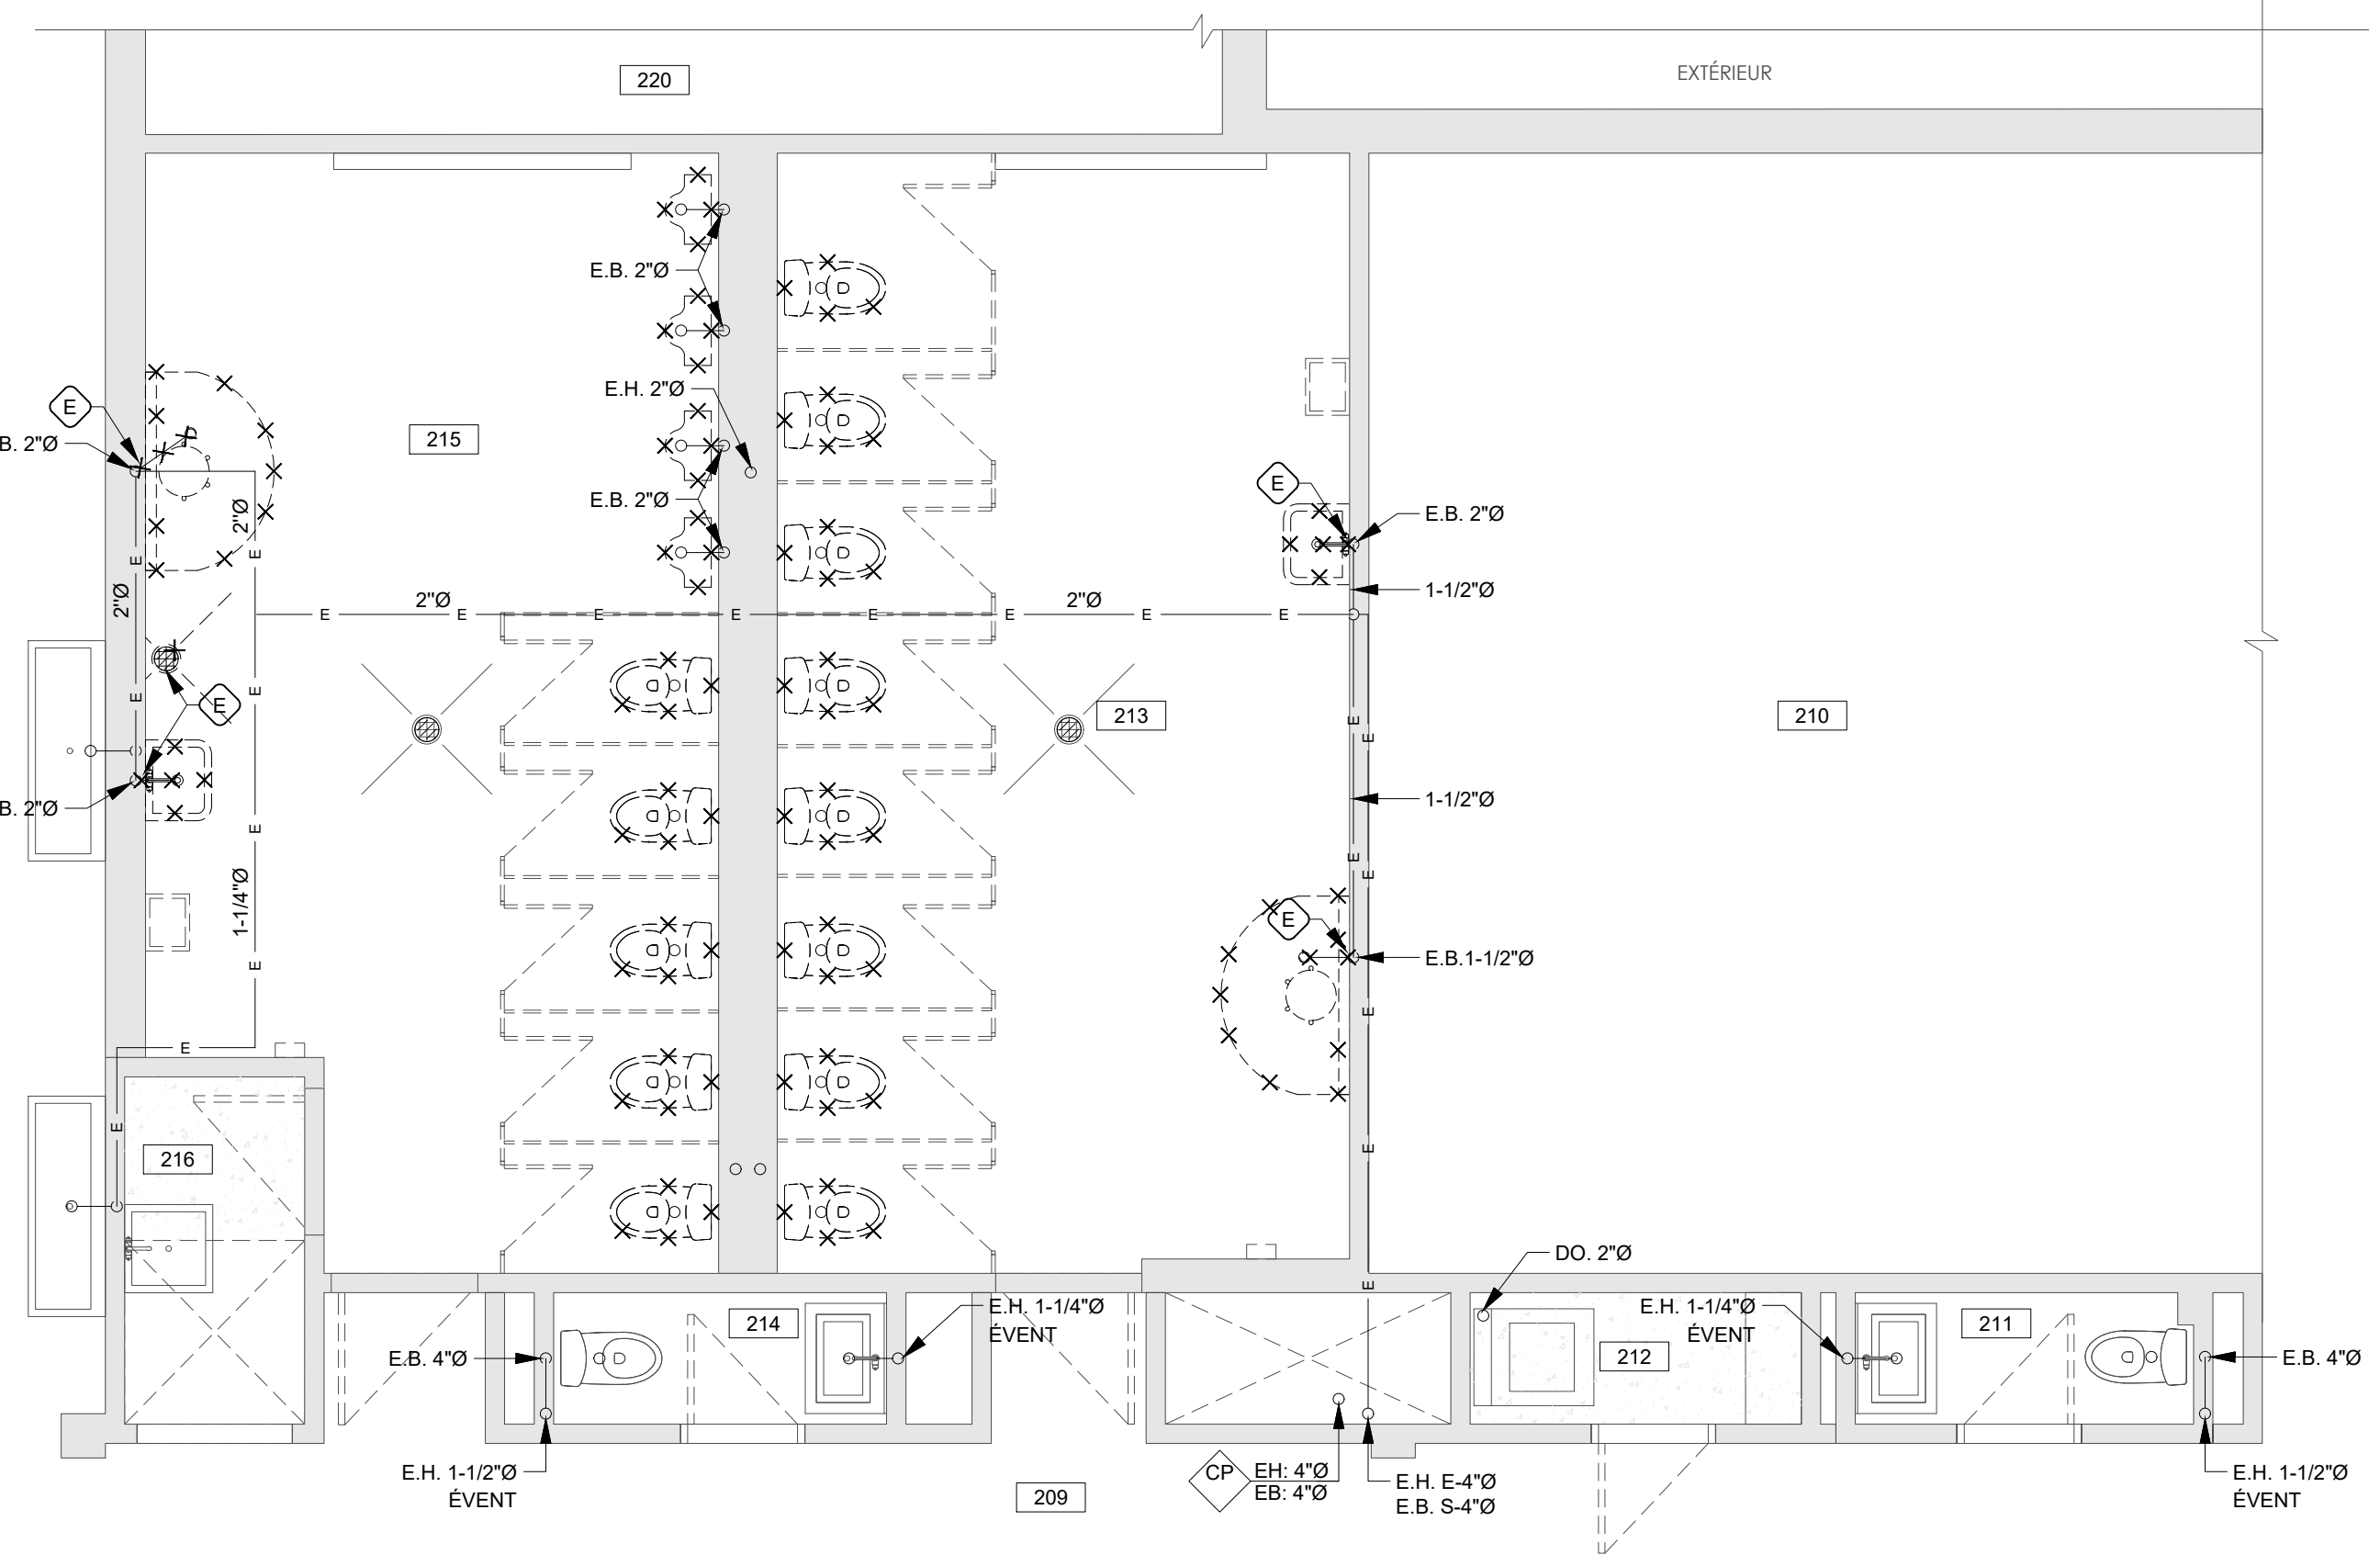 220
EXTÉRIEUR
E.B. 2"Ø
E.H. 2"Ø
E
B. 2"Ø
215
E.B. 2"Ø
E
E.B. 2"Ø
2"Ø
E
E
1-1/2"Ø
2"Ø
2"Ø
2"Ø
E
E
E
E
E
E
E
E
E
E
E
213
210
E
E
E
1-1/2"Ø
B. 2"Ø
E
E
1-1/4"Ø
E
E
E
E.B.1-1/2"Ø
E
E
E
E
216
DO. 2"Ø
E
214
E.H. 1-1/4"Ø
ÉVENT
E.H. 1-1/4"Ø
ÉVENT
211
E.B. 4"Ø
212
E.B. 4"Ø
E.H. 1-1/2"Ø
ÉVENT
CP
EH: 4"Ø
EB: 4"Ø
E.H. E-4"Ø
E.B. S-4"Ø
E.H. 1-1/2"Ø
ÉVENT
209